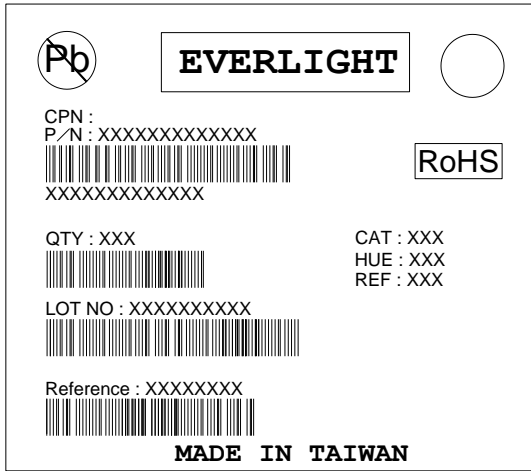 Pb
EVERLIGHT
CPN :
P/N : XXXXXXXXXXXXX
RoHS
XXXXXXXXXXXXX
QTY : XXX
CAT : XXX
HUE : XXX
REF : XXX
LOT NO : XXXXXXXXXX
Reference : XXXXXXXX
MADE IN TAIWAN